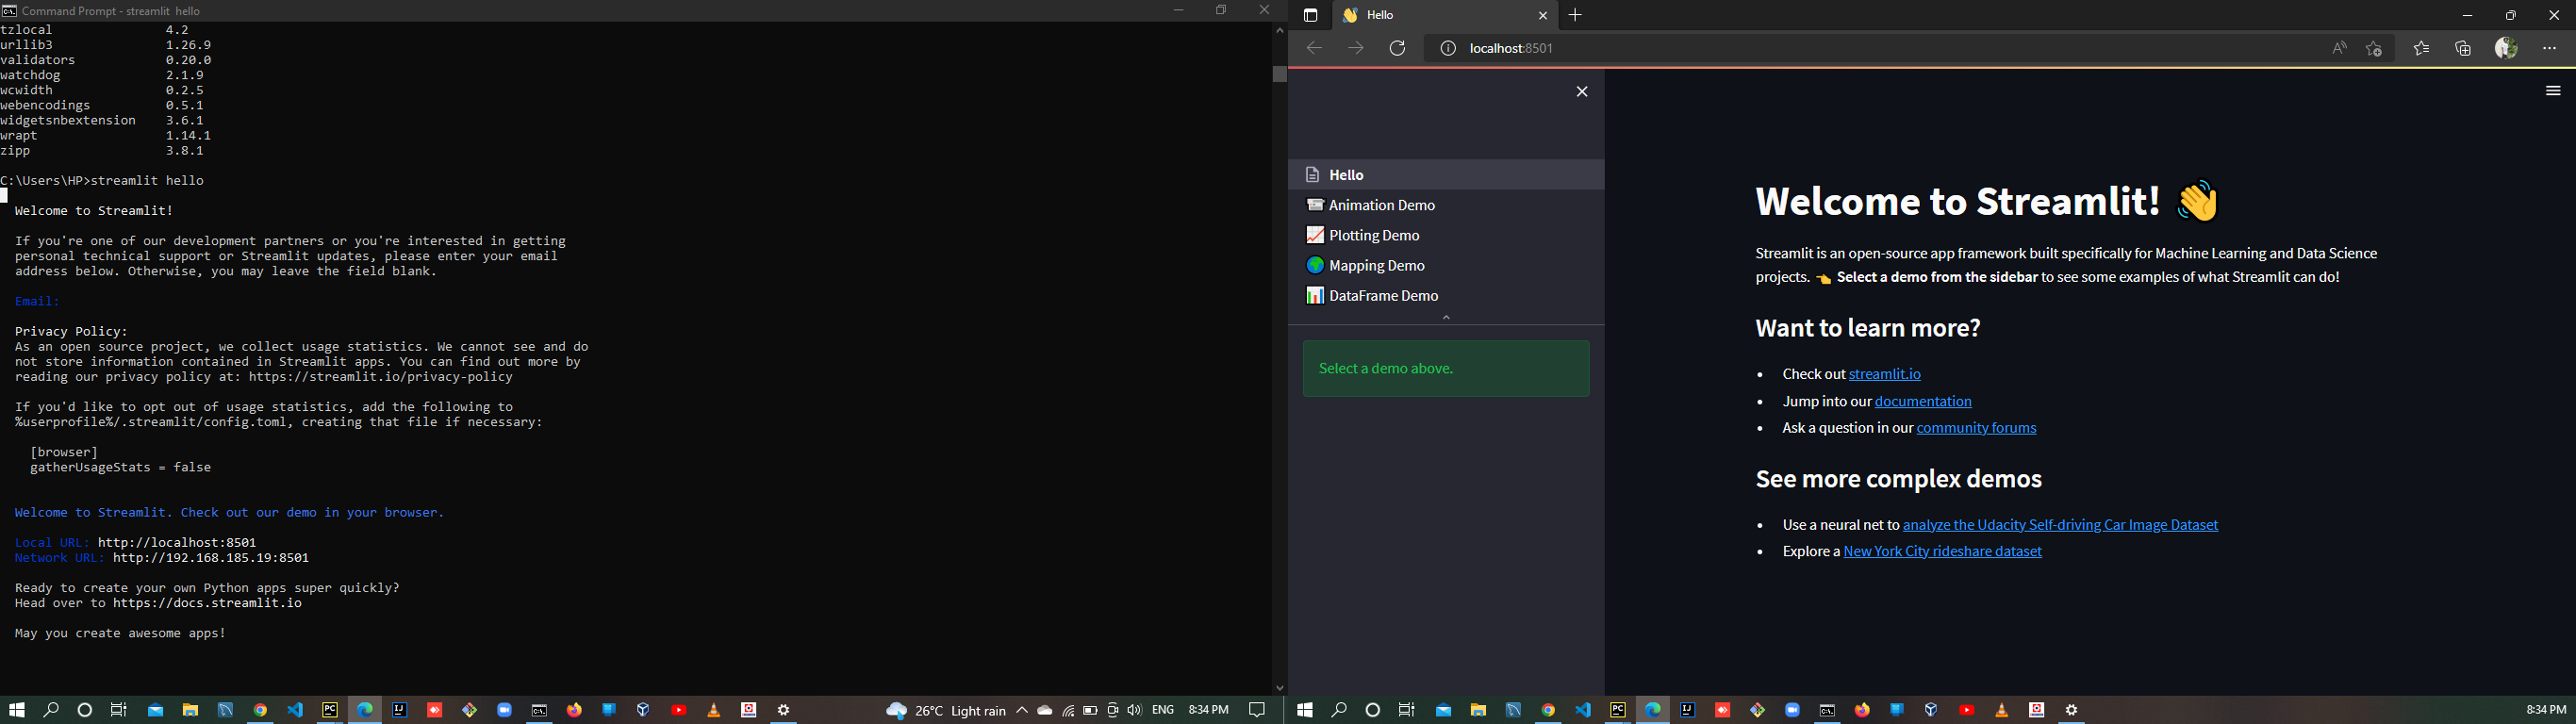 Command Prompt - streamlit hello
tzlocal 4.2
urllib3 1.26.9
validators 0.20.0
watchdog 2.1.9
wcwidth 0.2.5
webencodings 0.5.1
widgetsnbextension 3.6.1
wrapt 1.14.1
zipp 3.8.1
C:\Users\HP>streamlit hello
Welcome to Streamlit!
If you're one of our development partners or you're interested in getting
personal technical support or Streamlit updates, please enter your email
address below. Otherwise, you may leave the field blank.
Email:
Privacy Policy:
As an open source project, we collect usage statistics. We cannot see and do
not store information contained in Streamlit apps. You can find out more by
reading our privacy policy at: https://streamlit.io/privacy-policy
If you'd like to opt out of usage statistics, add the following to
%userprofile%/.streamlit/config.toml, creating that file if necessary:
[browser]
gatherUsageStats = false
Welcome to Streamlit. Check out our demo in your browser.
Local URL: http://localhost:8501
Network URL: http://192.168.185.19:8501
Ready to create your own Python apps super quickly?
Head over to https://docs.streamlit.io
May you create awesome apps!
26°C Light rain ENG 8:34 PM
Hello
localhost:8501
Hello
Animation Demo
Plotting Demo
Mapping Demo
DataFrame Demo
Select a demo above.
Welcome to Streamlit! 👋
Streamlit is an open-source app framework built specifically for Machine Learning and Data Science
projects. 👈 Select a demo from the sidebar to see some examples of what Streamlit can do!
Want to learn more?
• Check out streamlit.io
• Jump into our documentation
• Ask a question in our community forums
See more complex demos
• Use a neural net to analyze the Udacity Self-driving Car Image Dataset
• Explore a New York City rideshare dataset
8:34 PM